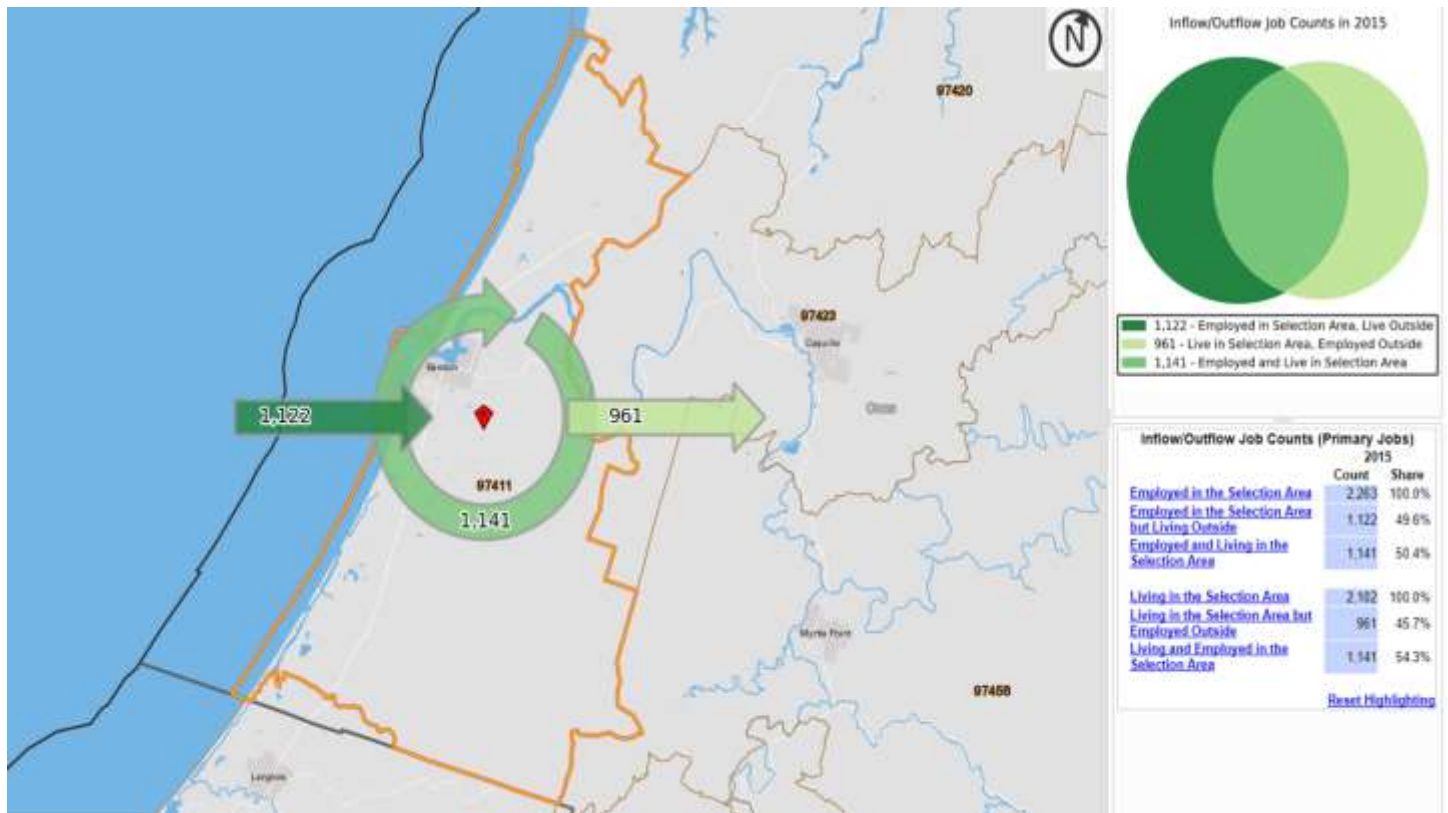 N
97420
97423
Coquille
Bandon
1,122
961
Coos
97411
1,141
Myrtle Point
97458
Langlois
Inflow/Outflow Job Counts in 2015
1,122 - Employed in Selection Area, Live Outside
961 - Live in Selection Area, Employed Outside
1,141 - Employed and Live in Selection Area
Inflow/Outflow Job Counts (Primary Jobs)
2015
Count Share
Employed in the Selection Area 2,263 100.0%
Employed in the Selection Area
but Living Outside 1,122 49.6%
Employed and Living in the
Selection Area 1,141 50.4%
Living in the Selection Area 2,102 100.0%
Living in the Selection Area but
Employed Outside 961 45.7%
Living and Employed in the
Selection Area 1,141 54.3%
Reset Highlighting